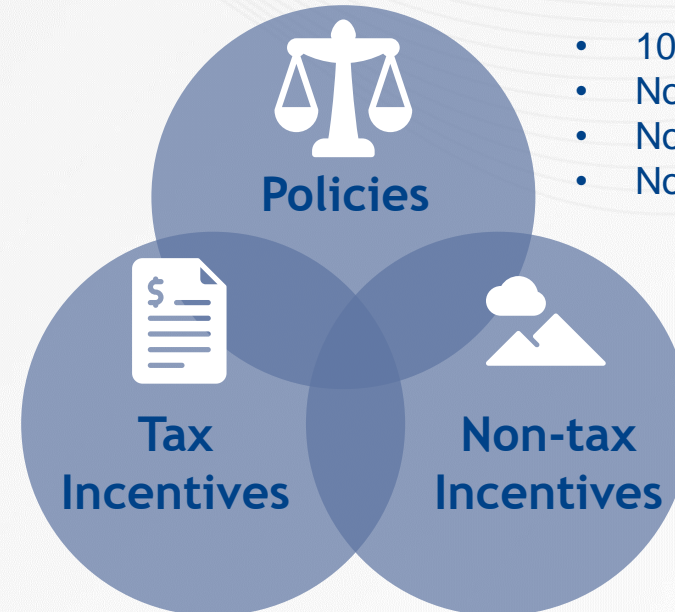 Policies
• 10
• No
• No
• No
$
Tax
Incentives
Non-tax
Incentives